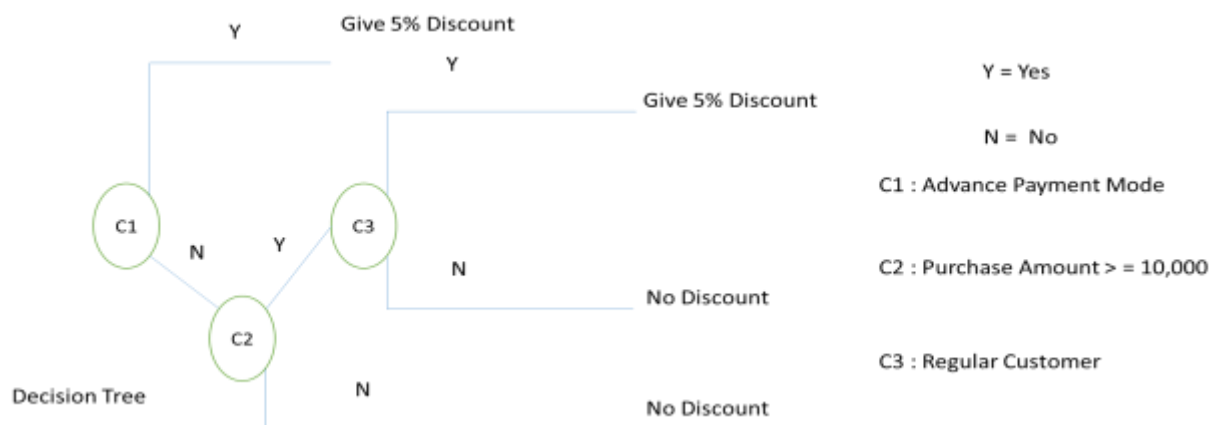 Y
Give 5% Discount
Y
Y = Yes
Give 5% Discount
N = No
C1 : Advance Payment Mode
C1
C3
N
Y
N
C2 : Purchase Amount > = 10,000
No Discount
C2
C3 : Regular Customer
Decision Tree
N
No Discount